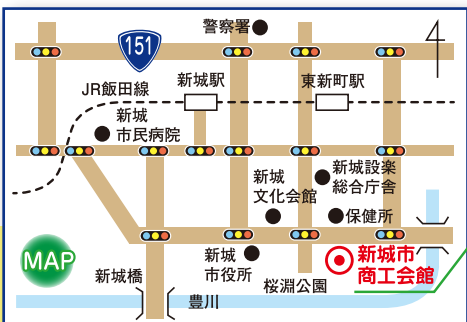 警察署
151
JR飯田線
新城駅
東新町駅
新城
市民病院
新城設楽
総合庁舎
新城
文化会館
保健所
新城
市役所
新城市
商工会館
MAP
新城橋
桜淵公園
豊川